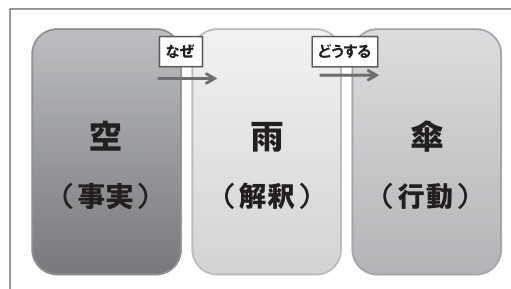 なぜ
どうする
空
（事実）
雨
（解釈）
傘
（行動）